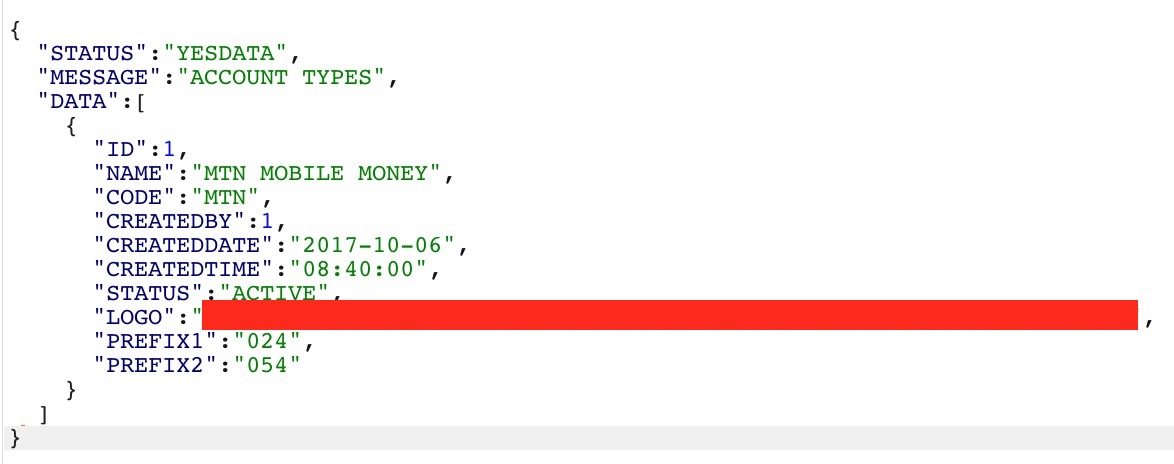 {
"STATUS":"YESDATA",
"MESSAGE":"ACCOUNT TYPES",
"DATA":[
{
"ID":1,
"NAME":"MTN MOBILE MONEY",
"CODE":"MTN",
"CREATEDBY":1,
"CREATEDDATE":"2017-10-06",
"CREATEDTIME":"08:40:00",
"STATUS":"ACTIVE",
"LOGO":" ,
"PREFIX1":"024",
"PREFIX2":"054"
}
]
}